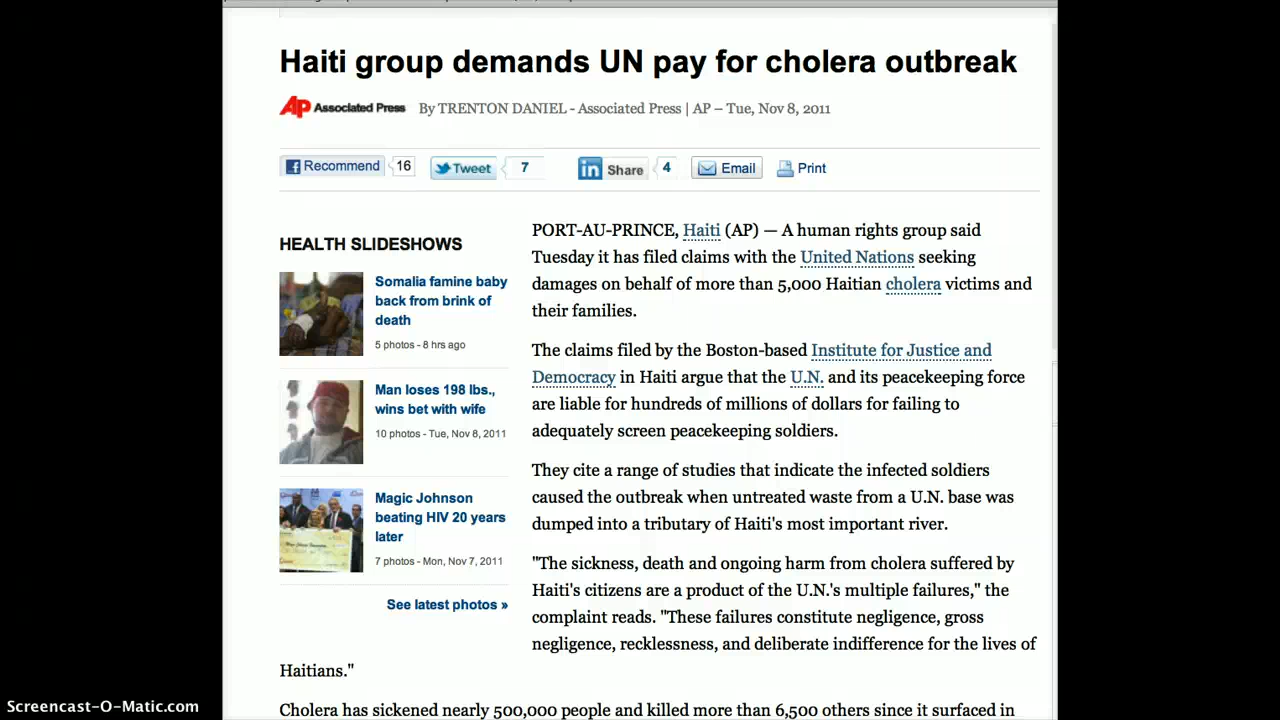 Haiti group demands UN pay for cholera outbreak
AP Associated Press By TRENTON DANIEL - Associated Press | AP – Tue, Nov 8, 2011
Recommend 16 Tweet 7 in Share 4 Email Print
HEALTH SLIDESHOWS
Somalia famine baby
back from brink of
death
5 photos - 8 hrs ago
Man loses 198 lbs.,
wins bet with wife
10 photos - Tue, Nov 8, 2011
Magic Johnson
beating HIV 20 years
later
7 photos - Mon, Nov 7, 2011
See latest photos »
PORT-AU-PRINCE, Haiti (AP) — A human rights group said
Tuesday it has filed claims with the United Nations seeking
damages on behalf of more than 5,000 Haitian cholera victims and
their families.
The claims filed by the Boston-based Institute for Justice and
Democracy in Haiti argue that the U.N. and its peacekeeping force
are liable for hundreds of millions of dollars for failing to
adequately screen peacekeeping soldiers.
They cite a range of studies that indicate the infected soldiers
caused the outbreak when untreated waste from a U.N. base was
dumped into a tributary of Haiti's most important river.
"The sickness, death and ongoing harm from cholera suffered by
Haiti's citizens are a product of the U.N.'s multiple failures," the
complaint reads. "These failures constitute negligence, gross
negligence, recklessness, and deliberate indifference for the lives of
Haitians."
Cholera has sickened nearly 500,000 people and killed more than 6,500 others since it surfaced in
Screencast-O-Matic.com